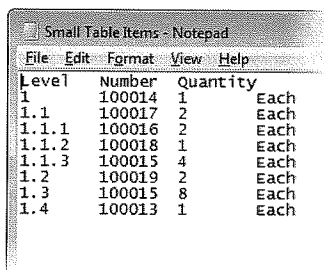 Small Table Items - Notepad
File Edit Format View Help
Level Number Quantity
1 100014 1 Each
1.1 100017 2 Each
1.1.1 100016 2 Each
1.1.2 100018 1 Each
1.1.3 100015 4 Each
1.2 100019 2 Each
1.3 100015 8 Each
1.4 100013 1 Each